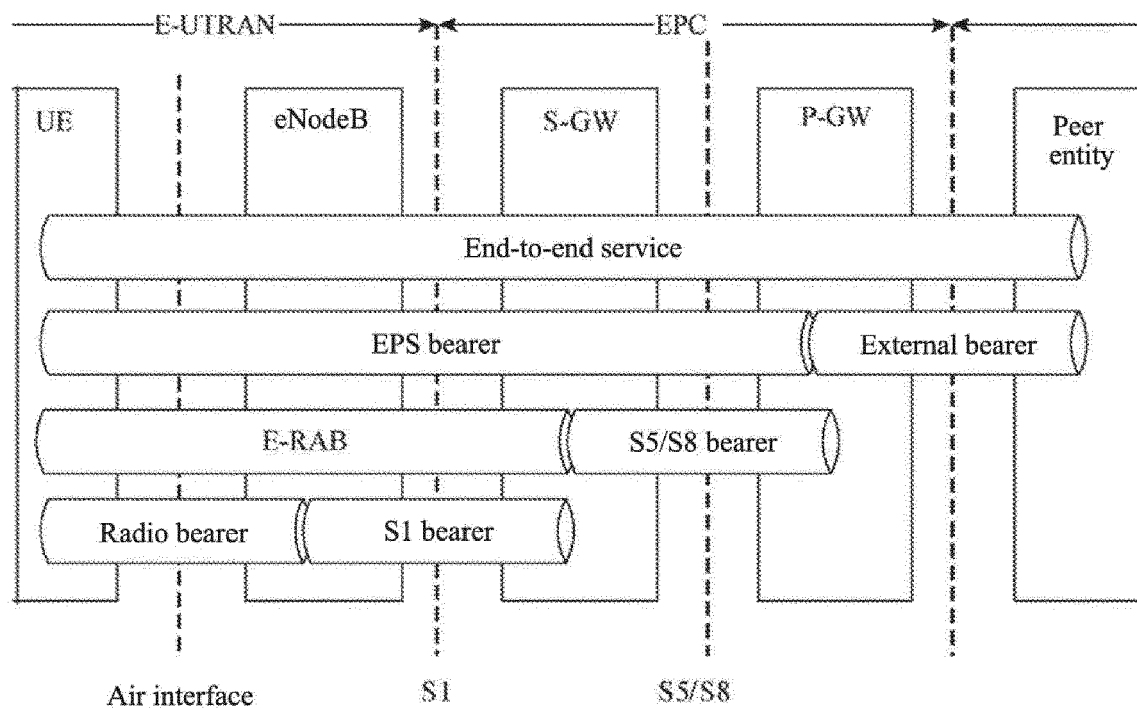 E-UTRAN EPC
UE eNodeB S-GW P-GW Peer
entity
End-to-end service
EPS bearer External bearer
E-RAB S5/S8 bearer
Radio bearer S1 bearer
Air interface S1 S5/S8